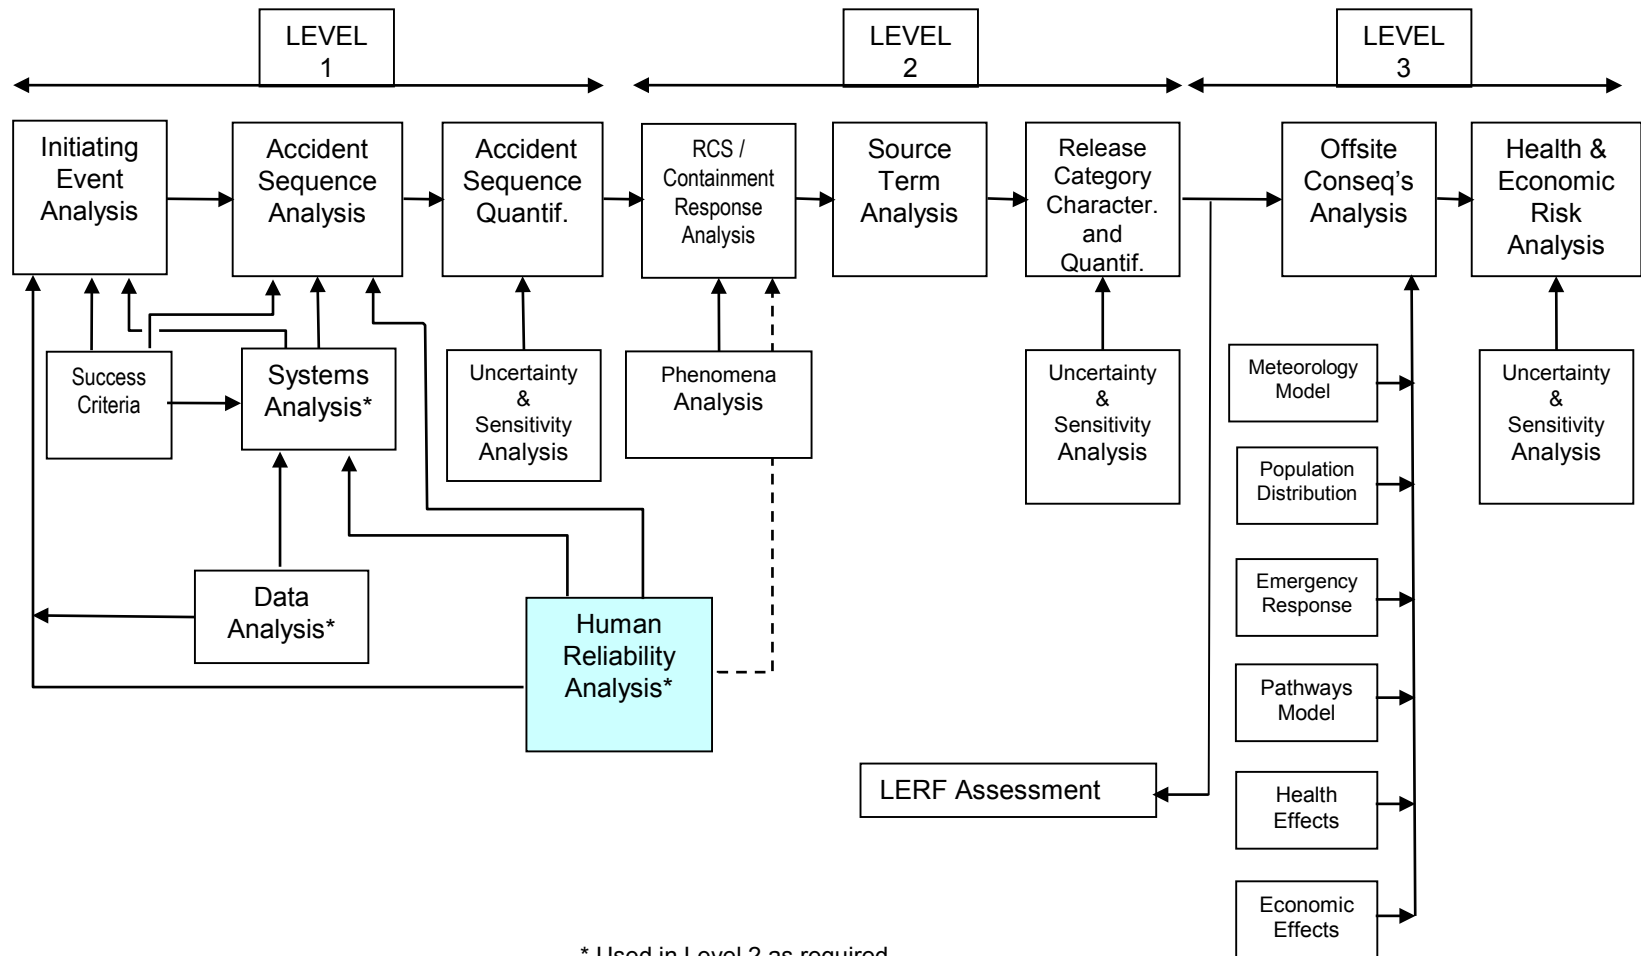 LEVEL
1
LEVEL
2
LEVEL
3
Initiating
Event
Analysis
Accident
Sequence
Analysis
Accident
Sequence
Quantif.
RCS /
Containment
Response
Analysis
Source
Term
Analysis
Release
Category
Character.
and
Quantif.
Offsite
Conseq's
Analysis
Health &
Economic
Risk
Analysis
Success
Criteria
Systems
Analysis*
Uncertainty
&
Sensitivity
Analysis
Phenomena
Analysis
Uncertainty
&
Sensitivity
Analysis
Meteorology
Model
Uncertainty
&
Sensitivity
Analysis
Population
Distribution
Data
Analysis*
Human
Reliability
Analysis*
Emergency
Response
Pathways
Model
LERF Assessment
Health
Effects
Economic
Effects
* Used in Level 2 as required